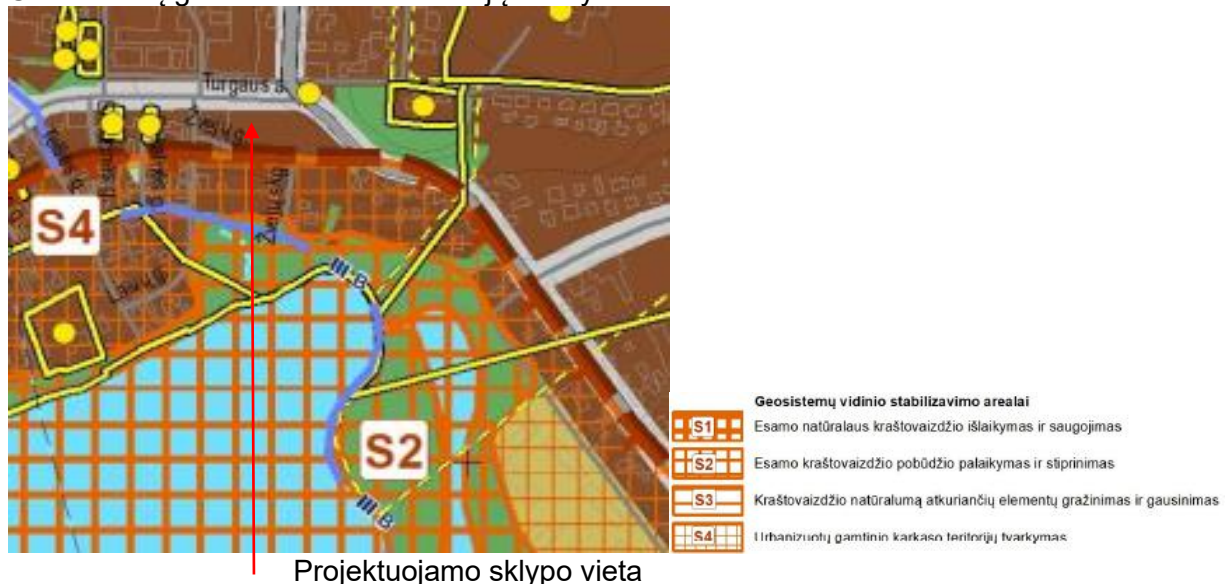 Turgaus a.
Žvejų g.
S4
III-B
S2
III-B
Geosistemų vidinio stabilizavimo arealai
S1 Esamo natūralaus kraštovaizdžio išlaikymas ir saugojimas
S2 Esamo kraštovaizdžio pobūdžio palaikymas ir stiprinimas
S3 Kraštovaizdžio natūralumą atkuriančių elementų gražinimas ir gausinimas
S4 Urbanizuotų gamtinio karkaso teritorijų tvarkymas
Projektuojamo sklypo vieta